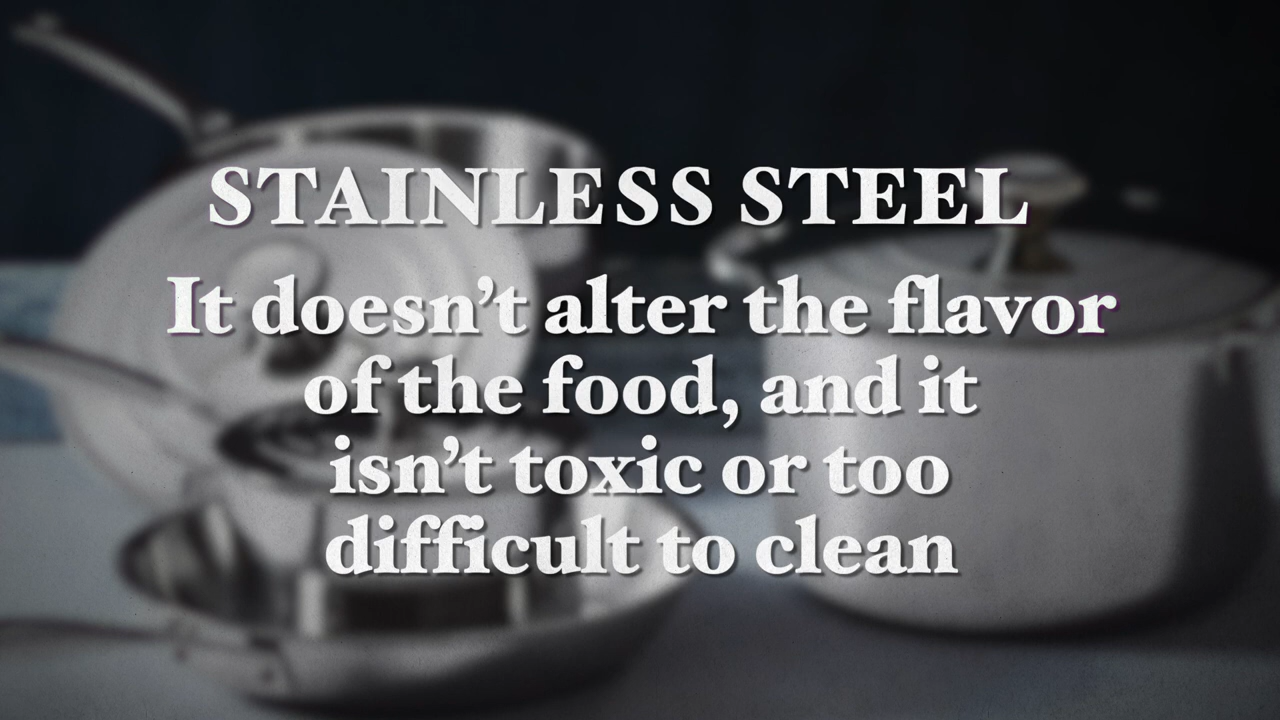 STAINLESS STEEL
It doesn’t alter the flavor
of the food, and it
isn’t toxic or too
difficult to clean